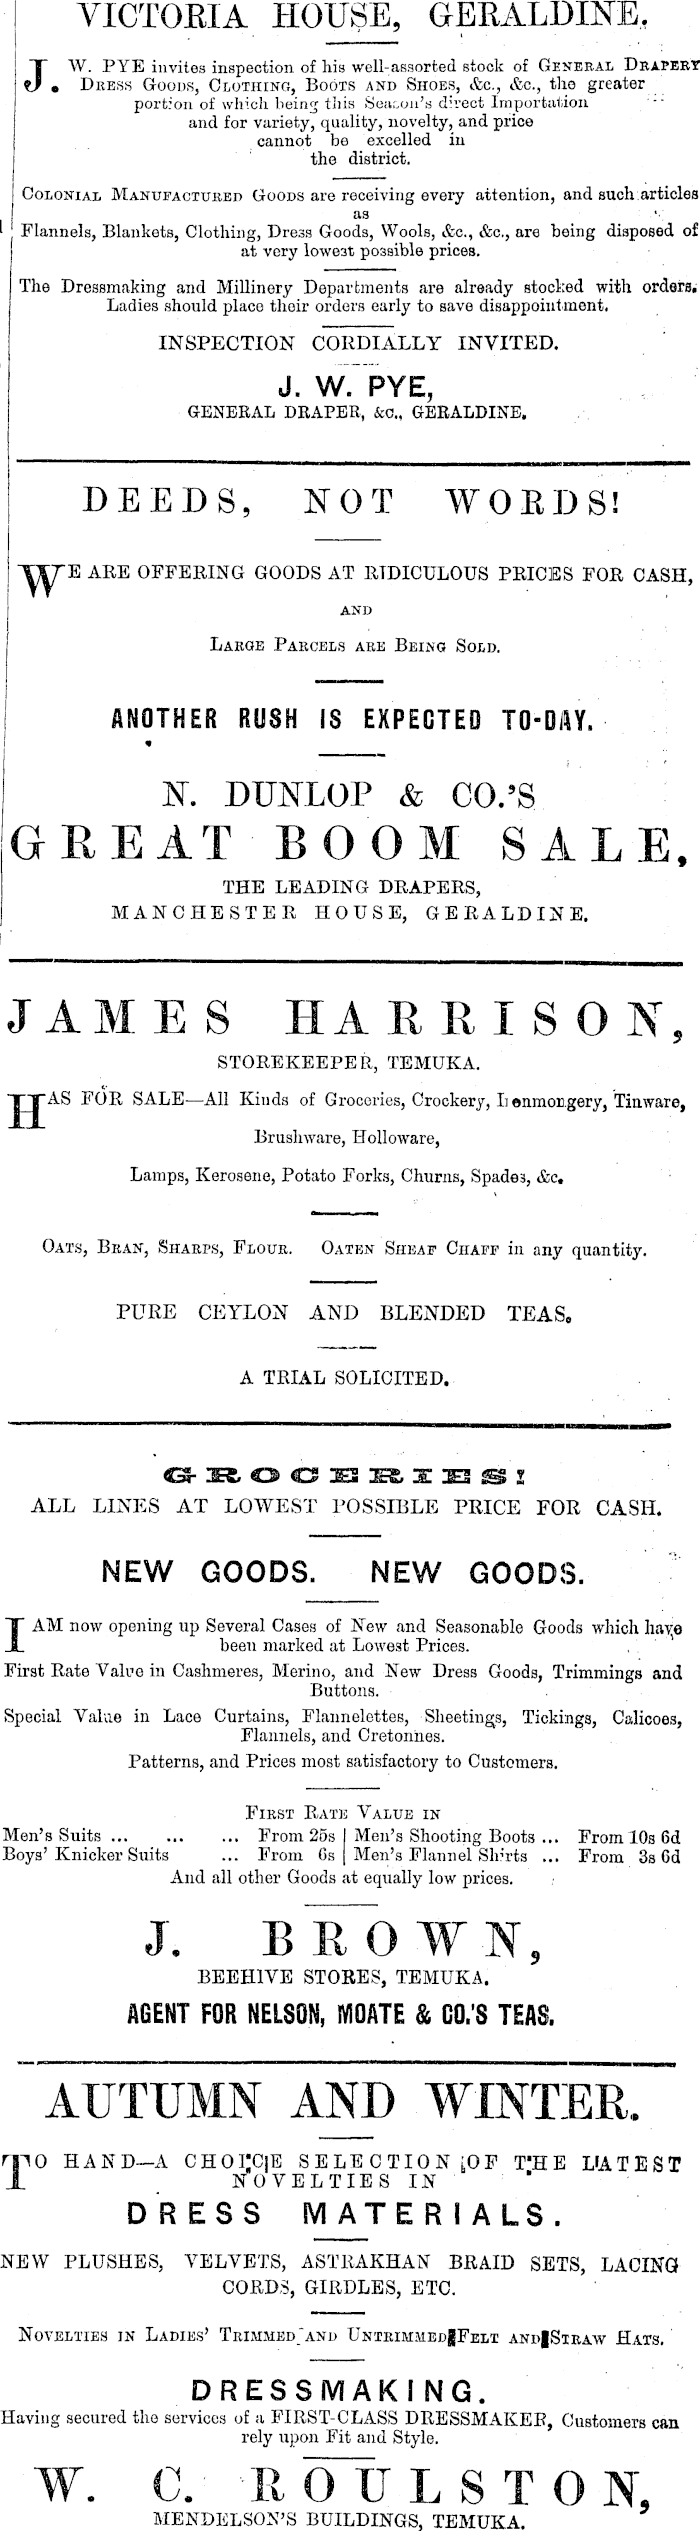 VICTORIA HOUSE, GERALDINE.
J. W. PYE invites inspection of his well-assorted stock of GENERAL DRAPERY
DRESS GOODS, CLOTHING, BOOTS AND SHOES, &c., &c., the greater
portion of which being this Season's direct Importation
and for variety, quality, novelty, and price
cannot be excelled in
the district.
COLONIAL MANUFACTURED GOODS are receiving every attention, and such articles
as
Flannels, Blankets, Clothing, Dress Goods, Wools, &c., &c., are being disposed of
at very lowest possible prices.
The Dressmaking and Millinery Departments are already stocked with orders.
Ladies should place their orders early to save disappointment.
INSPECTION CORDIALLY INVITED.
J. W. PYE,
GENERAL DRAPER, &c., GERALDINE.
DEEDS, NOT WORDS!
WE ARE OFFERING GOODS AT RIDICULOUS PRICES FOR CASH,
AND
LARGE PARCELS ARE BEING SOLD.
ANOTHER RUSH IS EXPECTED TO-DAY.
N. DUNLOP & CO.'S
GREAT BOOM SALE,
THE LEADING DRAPERS,
MANCHESTER HOUSE, GERALDINE.
JAMES HARRISON,
STOREKEEPER, TEMUKA.
HAS FOR SALE—All Kinds of Groceries, Crockery, Ironmongery, Tinware,
Brushware, Holloware,
Lamps, Kerosene, Potato Forks, Churns, Spades, &c.
OATS, BRAN, SHARPS, FLOUR. OATEN SHEAF CHAFF in any quantity.
PURE CEYLON AND BLENDED TEAS.
A TRIAL SOLICITED.
GROCERIES!
ALL LINES AT LOWEST POSSIBLE PRICE FOR CASH.
NEW GOODS. NEW GOODS.
I AM now opening up Several Cases of New and Seasonable Goods which have
been marked at Lowest Prices.
First Rate Value in Cashmeres, Merino, and New Dress Goods, Trimmings and
Buttons.
Special Value in Lace Curtains, Flannelettes, Sheetings, Tickings, Calicoes,
Flannels, and Cretonnes.
Patterns, and Prices most satisfactory to Customers.
FIRST RATE VALUE IN
Men's Suits ... ... ... From 25s | Men's Shooting Boots ... From 10s 6d
Boys' Knicker Suits ... From 6s | Men's Flannel Shirts ... From 3s 6d
And all other Goods at equally low prices.
J. BROWN,
BEEHIVE STORES, TEMUKA.
AGENT FOR NELSON, MOATE & CO.'S TEAS.
AUTUMN AND WINTER.
TO HAND—A CHOICE SELECTION OF THE LATEST
NOVELTIES IN
DRESS MATERIALS.
NEW PLUSHES, VELVETS, ASTRAKHAN BRAID SETS, LACING
CORDS, GIRDLES, ETC.
NOVELTIES IN LADIES' TRIMMED AND UNTRIMMED FELT AND STRAW HATS.
DRESSMAKING.
Having secured the services of a FIRST-CLASS DRESSMAKER, Customers can
rely upon Fit and Style.
W. C. ROULSTON,
MENDELSON'S BUILDINGS, TEMUKA.